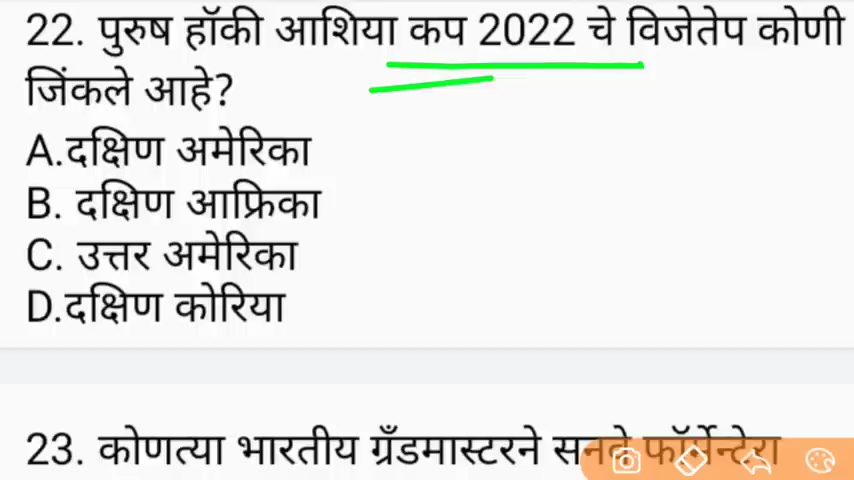 22. पुरुष हॉकी आशिया कप 2022 चे विजेतेप कोणी
जिंकले आहे?
A.दक्षिण अमेरिका
B. दक्षिण आफ्रिका
C. उत्तर अमेरिका
D.दक्षिण कोरिया
23. कोणत्या भारतीय ग्रँडमास्टरने सनवे फॉर्मेन्टेरा